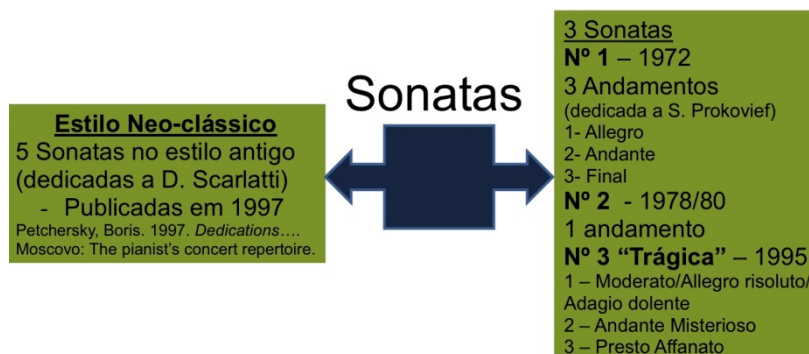 Sonatas
Estilo Neo-clássico
5 Sonatas no estilo antigo
(dedicadas a D. Scarlatti)
- Publicadas em 1997
Petchersky, Boris. 1997. Dedications….
Moscovo: The pianist’s concert repertoire.
3 Sonatas
Nº 1 – 1972
3 Andamentos
(dedicada a S. Prokovief)
1- Allegro
2- Andante
3- Final
Nº 2 - 1978/80
1 andamento
Nº 3 “Trágica” – 1995
1 – Moderato/Allegro risoluto/
Adagio dolente
2 – Andante Misterioso
3 – Presto Affanato